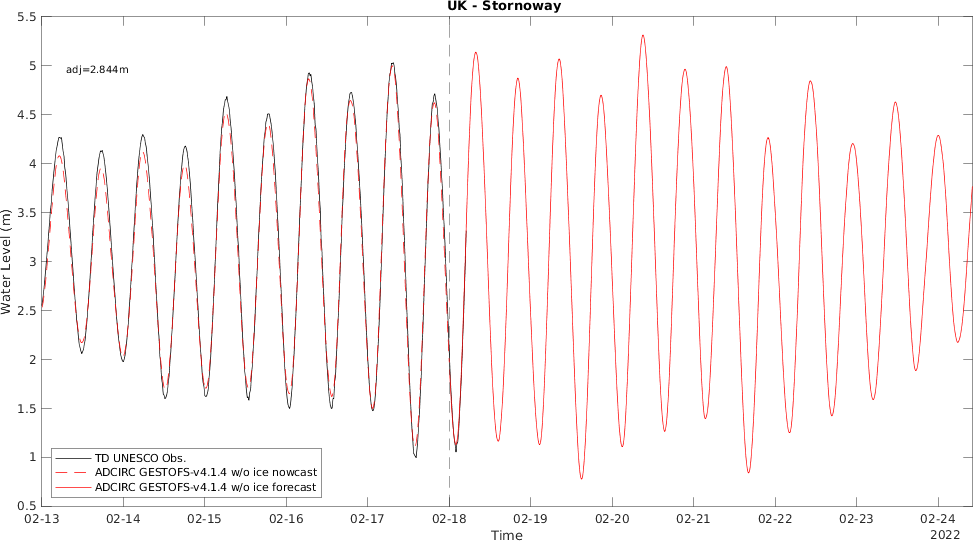 UK - Stornoway
5.5
5
4.5
4
3.5
3
2.5
2
1.5
1
0.5
Water Level (m)
adj=2.844m
TD UNESCO Obs.
ADCIRC GESTOFS-v4.1.4 w/o ice nowcast
ADCIRC GESTOFS-v4.1.4 w/o ice forecast
02-13 02-14 02-15 02-16 02-17 02-18 02-19 02-20 02-21 02-22 02-23 02-24
2022
Time